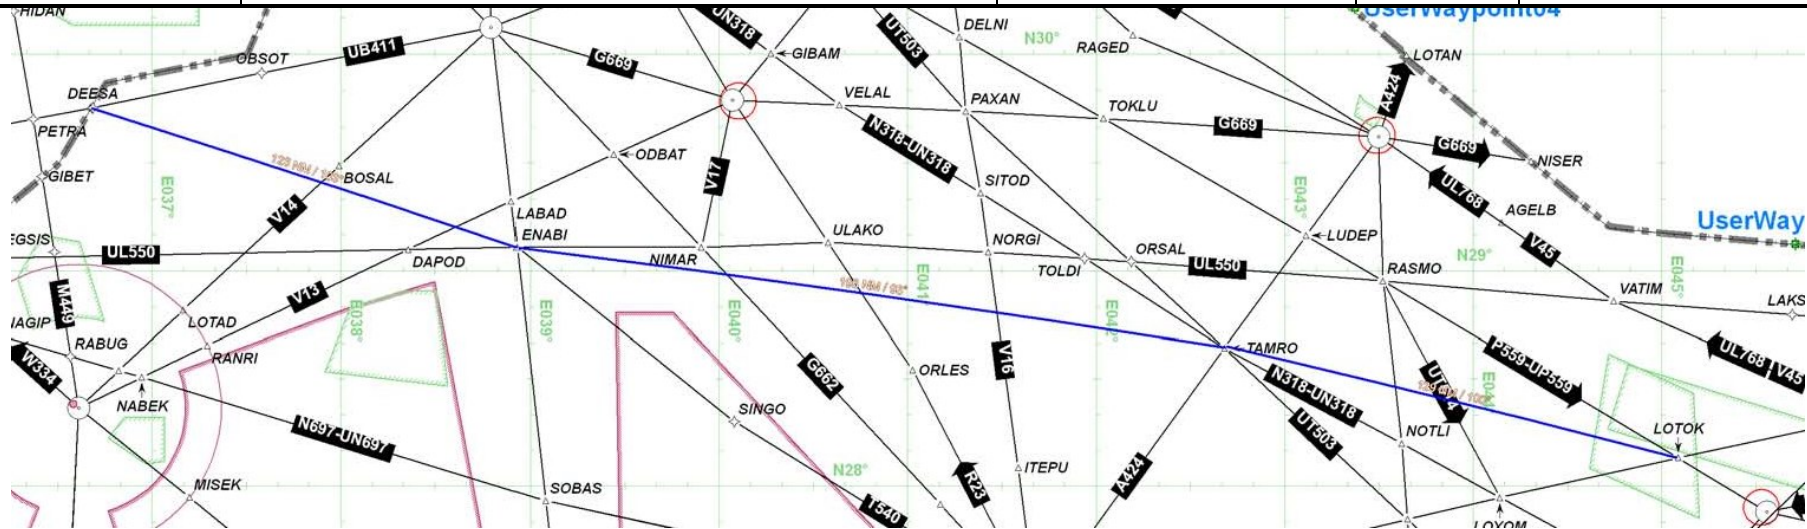 HIDAN
UN318
UT503
DELNI
N30°
RAGED
UserWaypoint04
LOTAN
OBSOT
UB411
G669
GIBAM
DEESA
VELAL
PAXAN
TOKLU
A424
PETRA
G669
G669
NISER
N318-UN318
ODBAT
V17
GIBET
E037°
BOSAL
SITOD
E043°
UL768
AGELB
UserWay
V14
LABAD
ENABI
ULAKO
NORGI
LUDEP
V45
EGSIS
UL550
DAPOD
NIMAR
TOLDI
ORSAL
UL550
RASMO
N29°
E045°
VATIM
LAKS
M449
V13
E038°
E039°
E040°
198 NM / 98°
E041
E042°
IAGIP
LOTAD
RABUG
RANRI
W334
NABEK
G662
ORLES
V16
TAMRO
P559-UP559
UL768
V45
N318-UN318
UT503
SINGO
NOTLI
LOTOK
N697-UN697
MISEK
SOBAS
N28°
T540
R23
ITEPU
A424
LOXOM